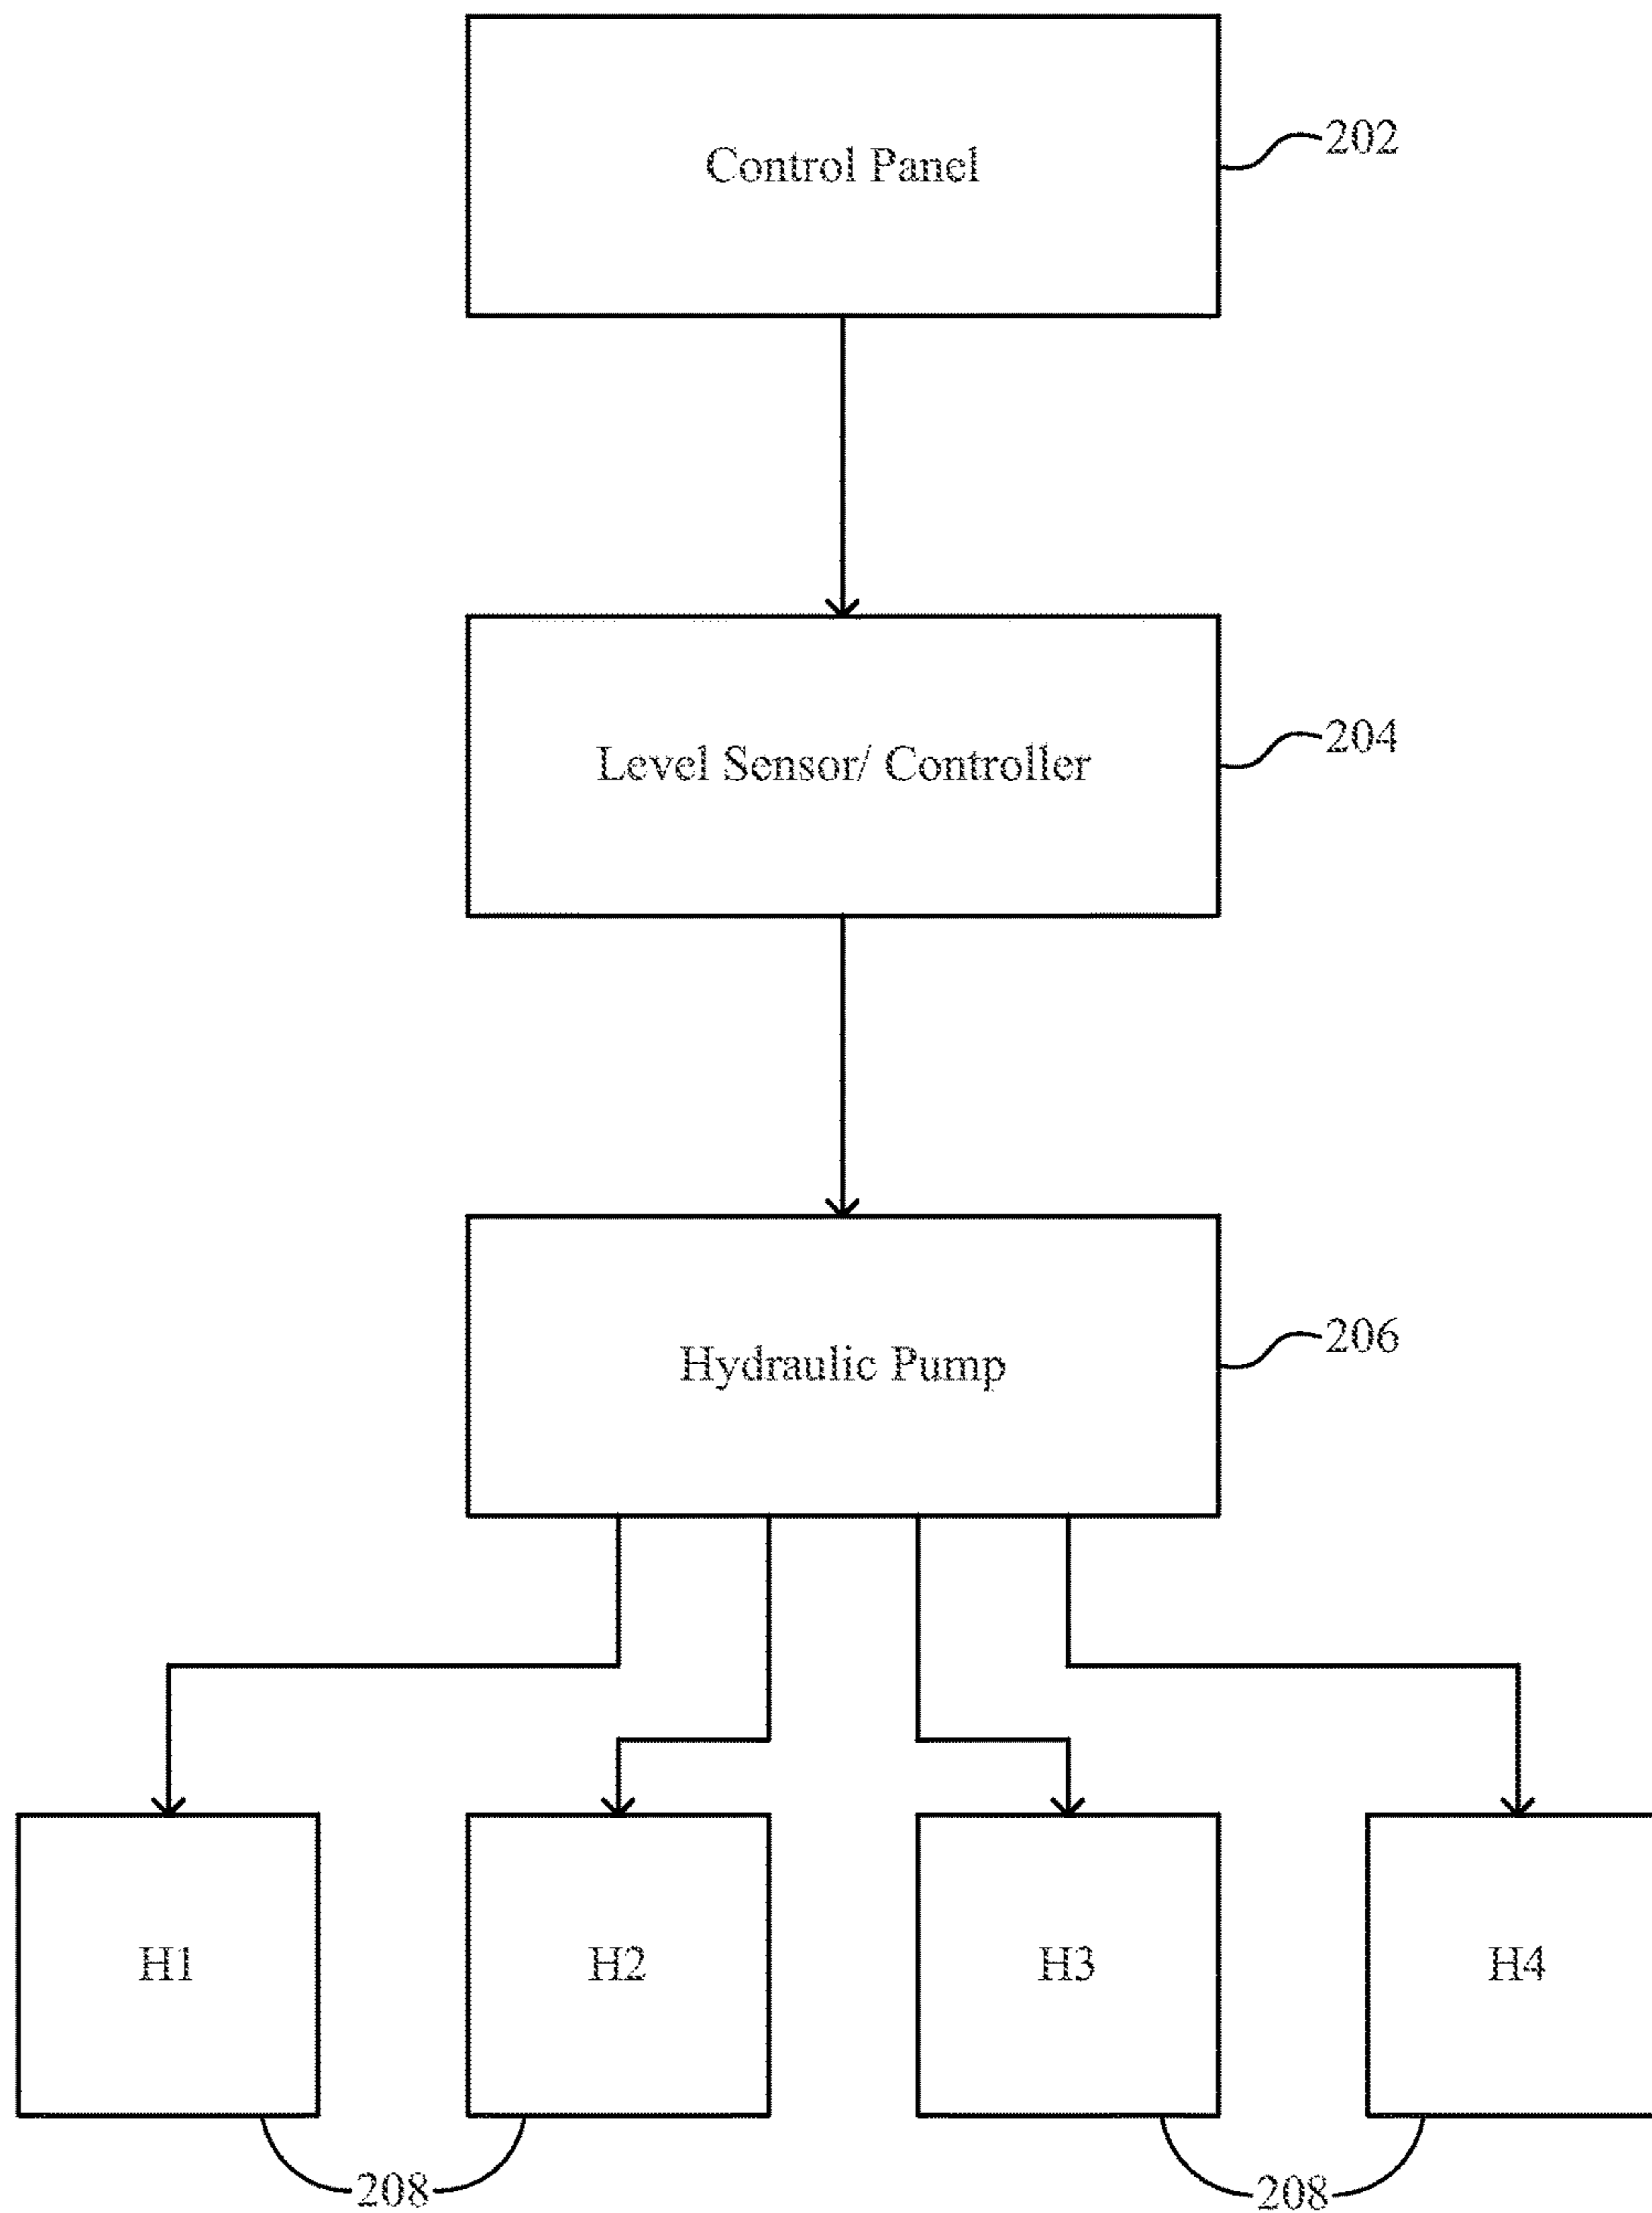 Control Panel
202
Level Sensor/ Controller
204
Hydraulic Pump
206
H1
H2
H3
H4
208
208